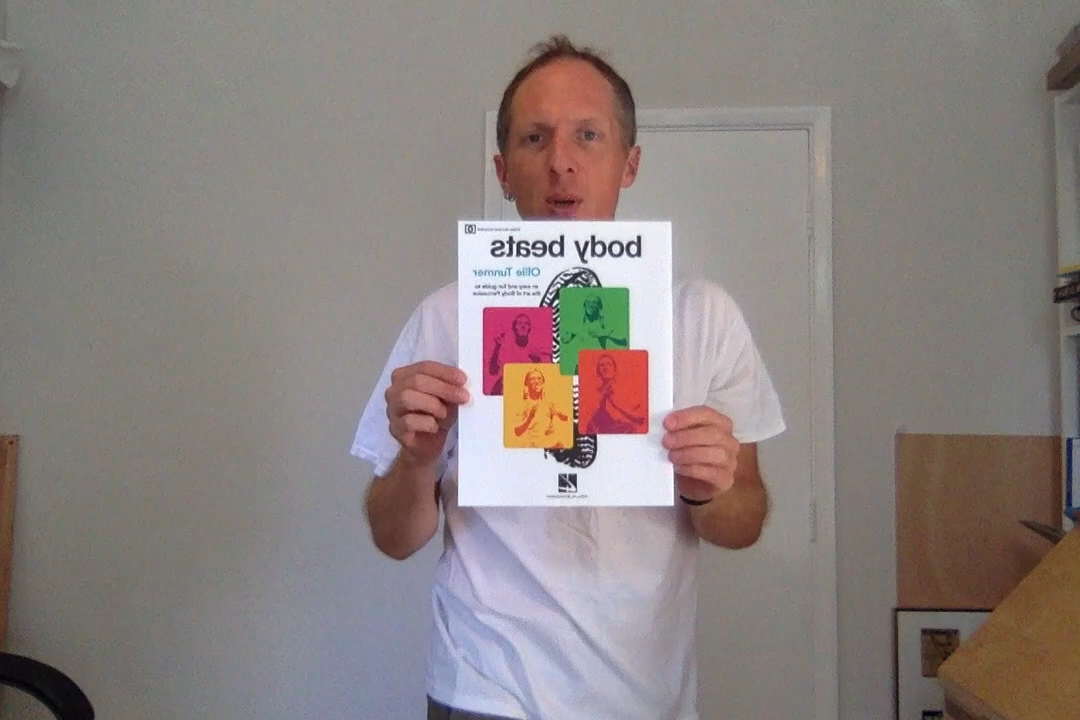 body beats
Ollie Tunmer
an easy and fun guide to
the art of Body Percussion